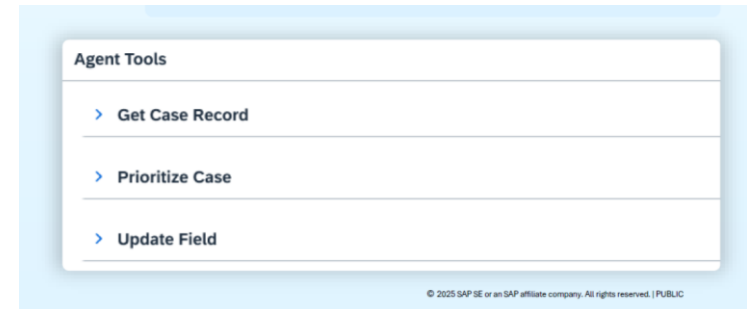 Agent Tools
Get Case Record
Prioritize Case
Update Field
© 2025 SAP SE or an SAP affiliate company. All rights reserved. | PUBLIC